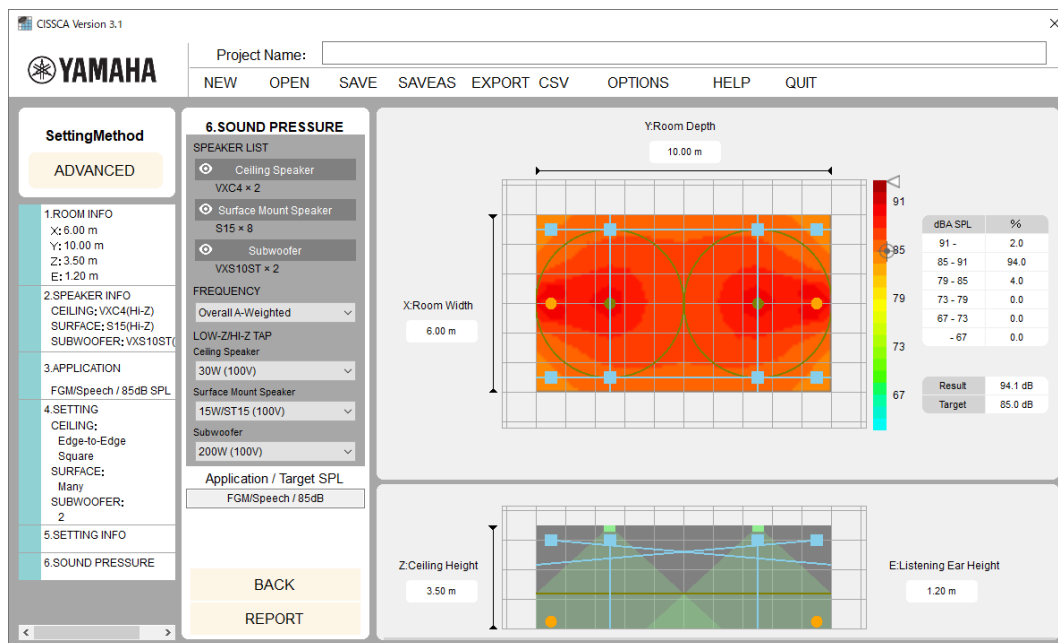 CISSCA Version 3.1
YAMAHA
Project Name:
NEW OPEN SAVE SAVEAS EXPORT CSV OPTIONS HELP QUIT
SettingMethod
ADVANCED
1.ROOM INFO
X: 6.00 m
Y: 10.00 m
Z: 3.50 m
E: 1.20 m
2.SPEAKER INFO
CEILING: VXC4(Hi-Z)
SURFACE: S15(Hi-Z)
SUBWOOFER: VXS10ST(
3.APPLICATION
FGM/Speech / 85dB SPL
4.SETTING
CEILING:
Edge-to-Edge
Square
SURFACE:
Many
SUBWOOFER:
2
5.SETTING INFO
6.SOUND PRESSURE
6.SOUND PRESSURE
SPEAKER LIST
Ceiling Speaker
VXC4 × 2
Surface Mount Speaker
S15 × 8
Subwoofer
VXS10ST × 2
FREQUENCY
Overall A-Weighted
LOW-Z/HI-Z TAP
Ceiling Speaker
30W (100V)
Surface Mount Speaker
15W/ST15 (100V)
Subwoofer
200W (100V)
Application / Target SPL
FGM/Speech / 85dB
BACK
REPORT
Y:Room Depth
10.00 m
X:Room Width
6.00 m
91
85
79
73
67
dBA SPL %
91 - 2.0
85 - 91 94.0
79 - 85 4.0
73 - 79 0.0
67 - 73 0.0
- 67 0.0
Result 94.1 dB
Target 85.0 dB
Z:Ceiling Height
3.50 m
E:Listening Ear Height
1.20 m